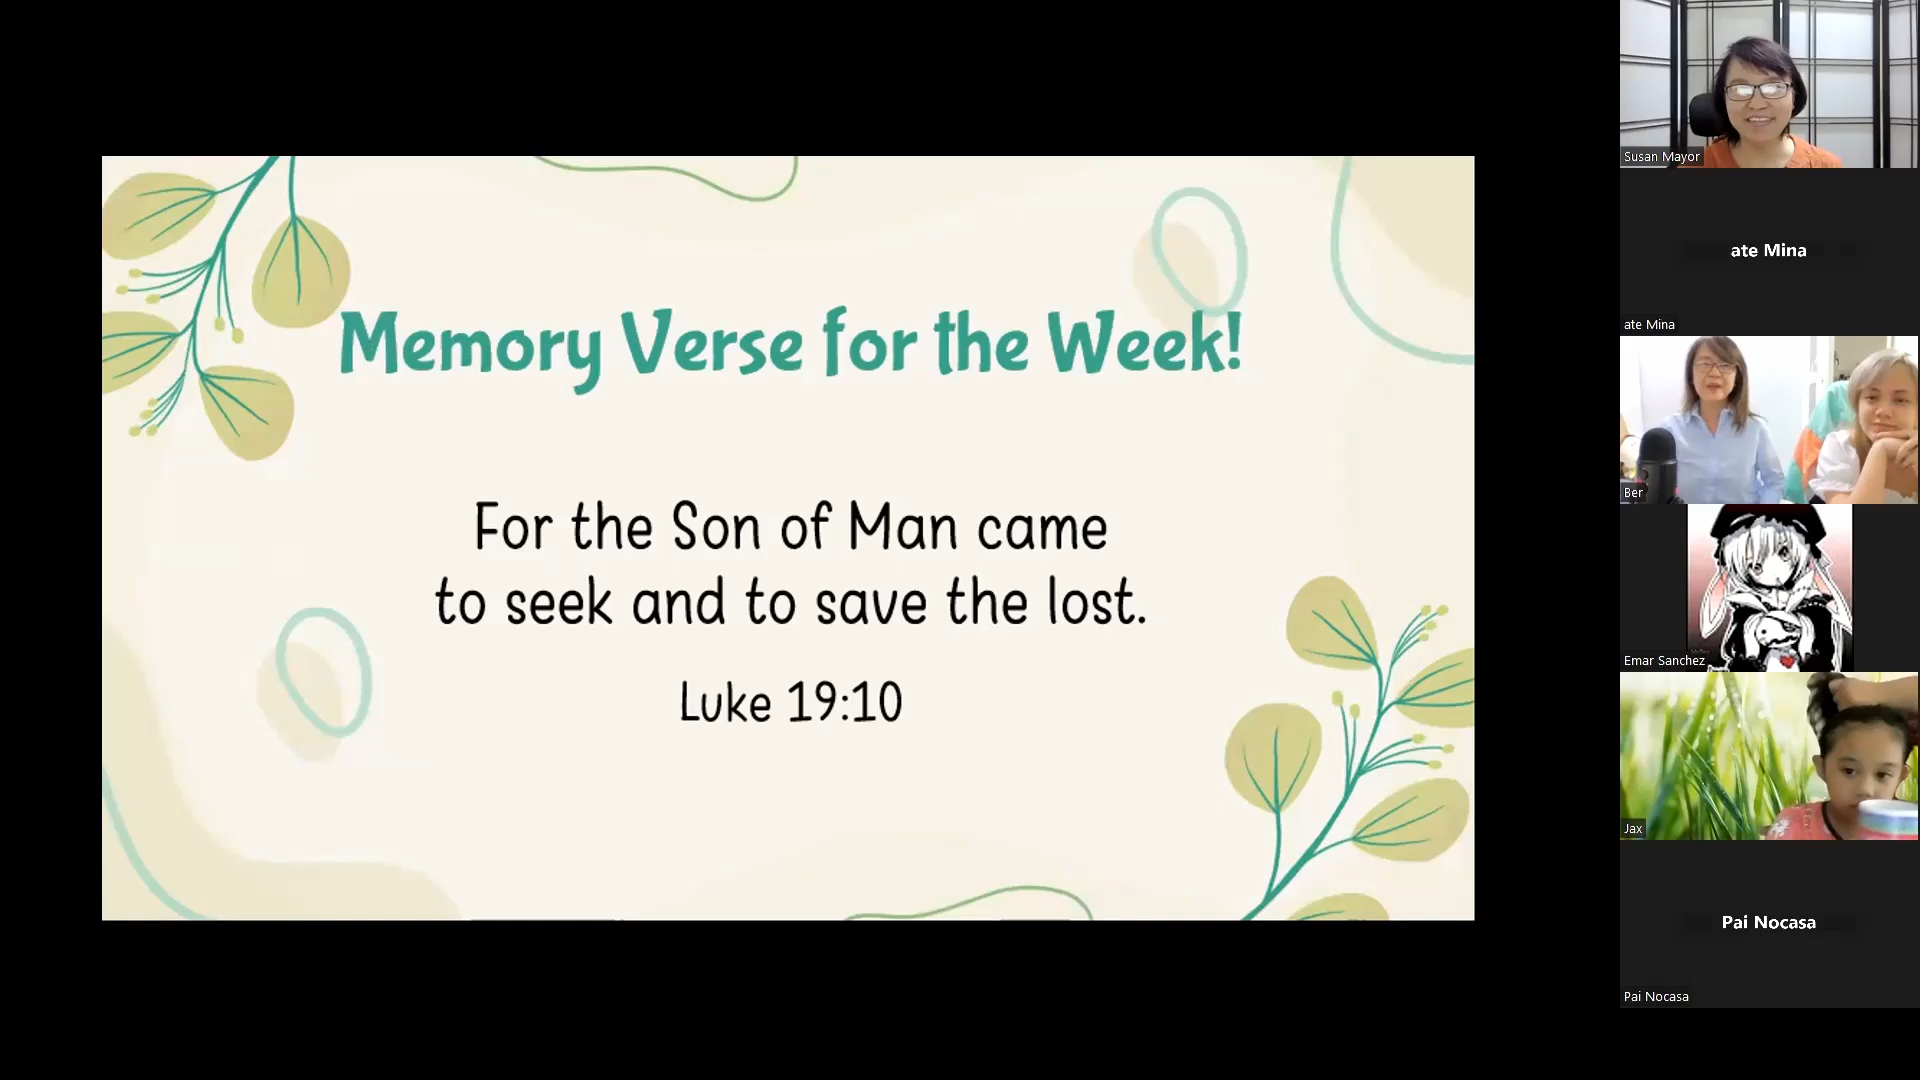 Memory Verse for the Week!
For the Son of Man came
to seek and to save the lost.
Luke 19:10
Susan Mayor
ate Mina
ate Mina
Ber
Emar Sanchez
Jax
Pai Nocasa
Pai Nocasa